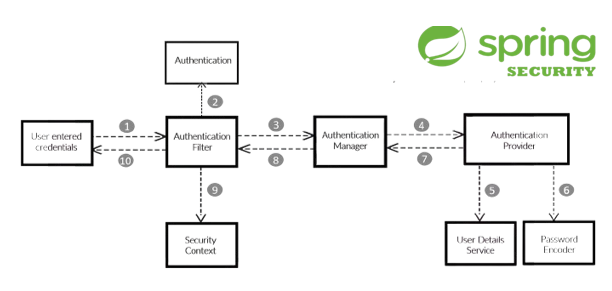 spring
SECURITY
Authentication
2
1
3
4
User entered
credentials
Authentication
Filter
Authentication
Manager
Authentication
Provider
10
8
7
9
5
6
Security
Context
User Details
Service
Password
Encoder